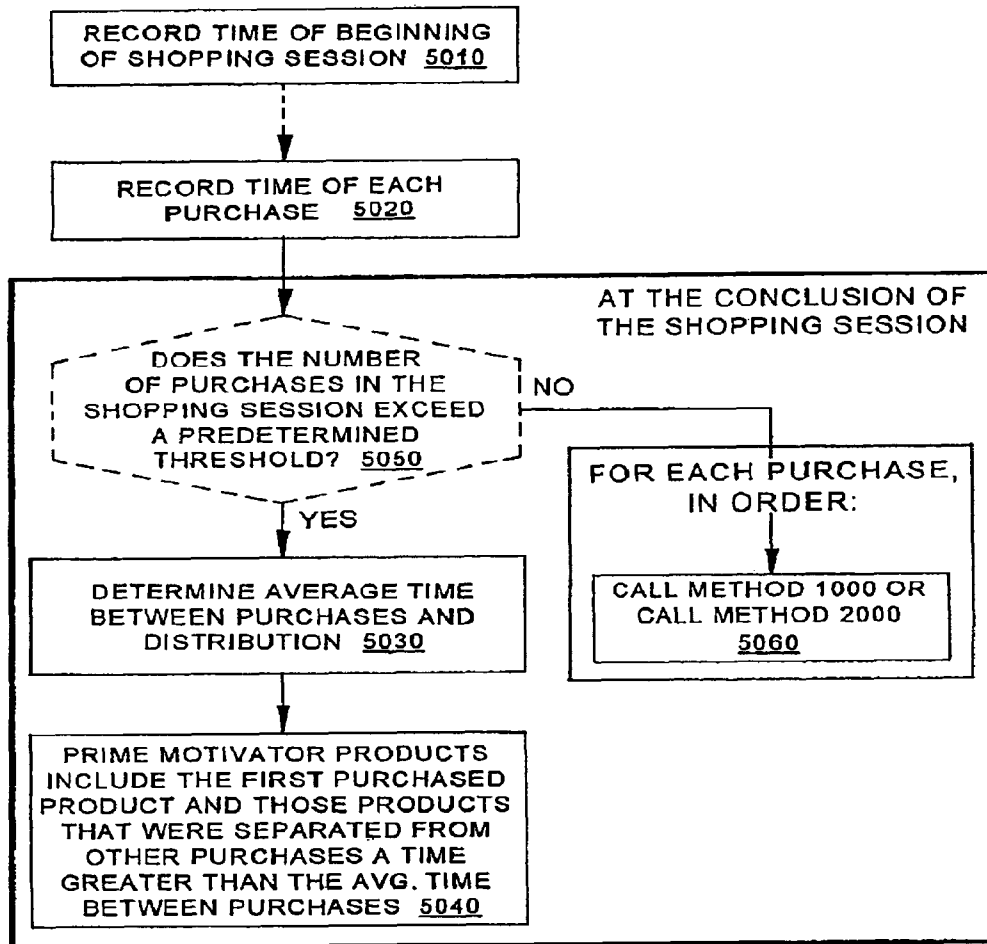 RECORD TIME OF BEGINNING
OF SHOPPING SESSION 5010
RECORD TIME OF EACH
PURCHASE 5020
AT THE CONCLUSION OF
THE SHOPPING SESSION
DOES THE NUMBER
OF PURCHASES IN THE
SHOPPING SESSION EXCEED
A PREDETERMINED
THRESHOLD? 5050
NO
YES
FOR EACH PURCHASE,
IN ORDER:
CALL METHOD 1000 OR
CALL METHOD 2000
5060
DETERMINE AVERAGE TIME
BETWEEN PURCHASES AND
DISTRIBUTION 5030
PRIME MOTIVATOR PRODUCTS
INCLUDE THE FIRST PURCHASED
PRODUCT AND THOSE PRODUCTS
THAT WERE SEPARATED FROM
OTHER PURCHASES A TIME
GREATER THAN THE AVG. TIME
BETWEEN PURCHASES 5040